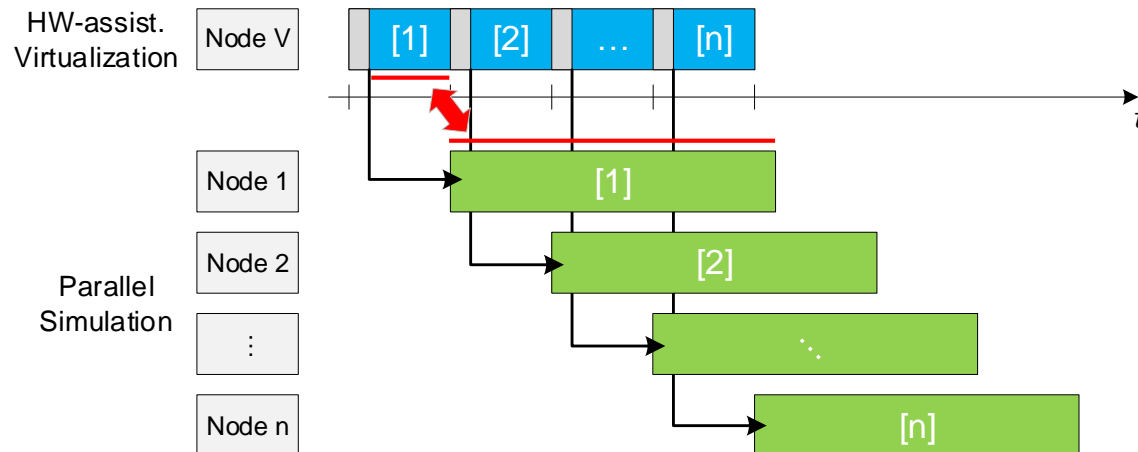 HW-assist.
Virtualization
Node V
[1]
[2]
...
[n]
t
Node 1
[1]
Node 2
[2]
Parallel
Simulation
⋮
⋱
Node n
[n]